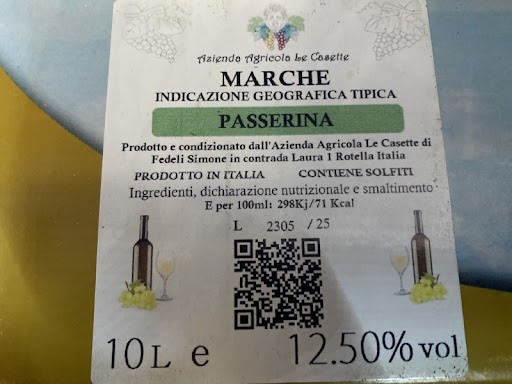 Azienda Agricola Le Casette
MARCHE
INDICAZIONE GEOGRAFICA TIPICA
PASSERINA
Prodotto e condizionato dall'Azienda Agricola Le Casette di
Fedeli Simone in contrada Laura 1 Rotella Italia
PRODOTTO IN ITALIA CONTIENE SOLFITI
Ingredienti, dichiarazione nutrizionale e smaltimento
E per 100ml: 298Kj/71 Kcal
L 2305 /25
10 L e 12.50% vol